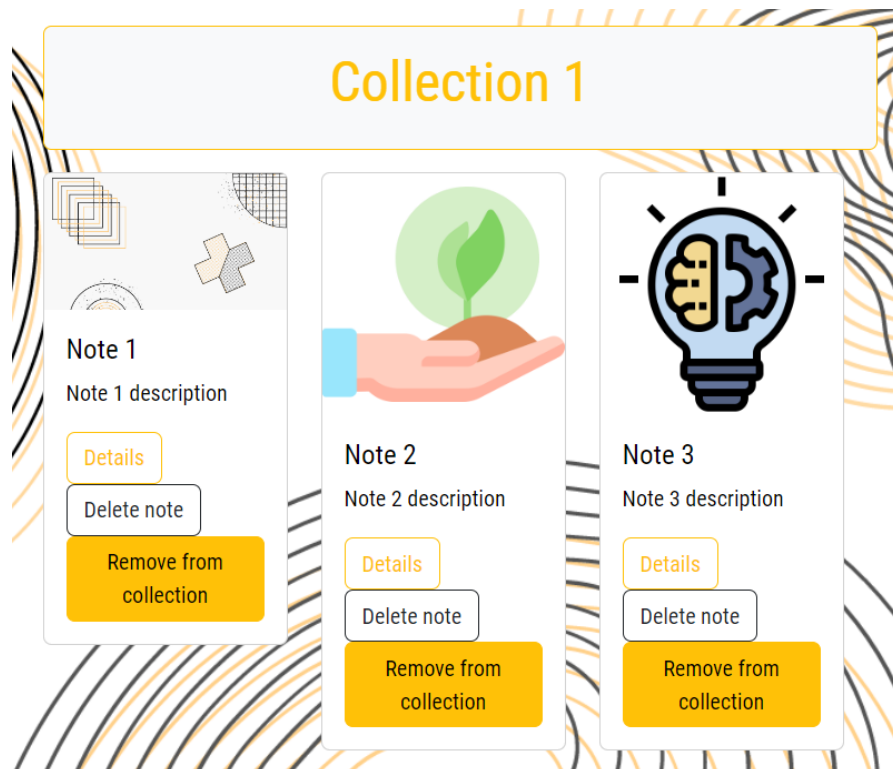 Collection 1
Note 1
Note 1 description
Details
Delete note
Remove from
collection
Note 2
Note 2 description
Details
Delete note
Remove from
collection
Note 3
Note 3 description
Details
Delete note
Remove from
collection